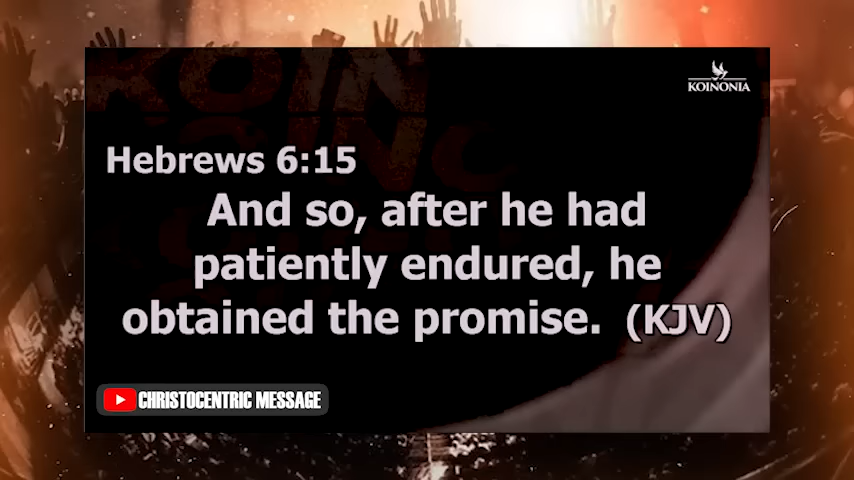 KOINONIA
Hebrews 6:15
And so, after he had
patiently endured, he
obtained the promise. (KJV)
CHRISTOCENTRIC MESSAGE